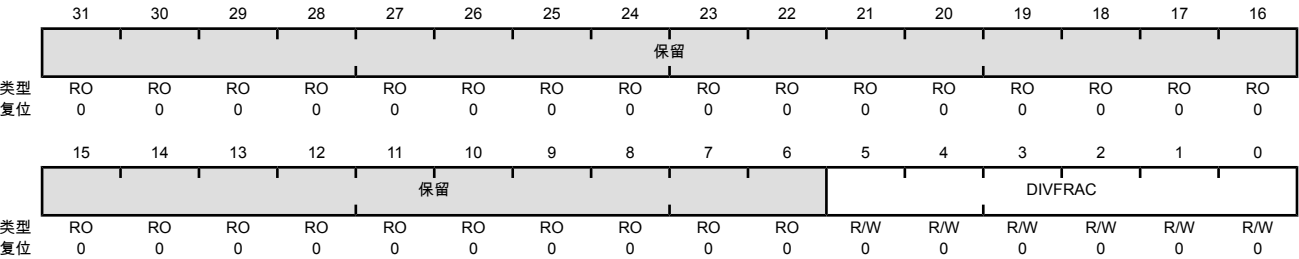 31 30 29 28 27 26 25 24 23 22 21 20 19 18 17 16
保留
类型 RO RO RO RO RO RO RO RO RO RO RO RO RO RO RO RO
复位 0 0 0 0 0 0 0 0 0 0 0 0 0 0 0 0
15 14 13 12 11 10 9 8 7 6 5 4 3 2 1 0
保留 DIVFRAC
类型 RO RO RO RO RO RO RO RO RO RO R/W R/W R/W R/W R/W R/W
复位 0 0 0 0 0 0 0 0 0 0 0 0 0 0 0 0